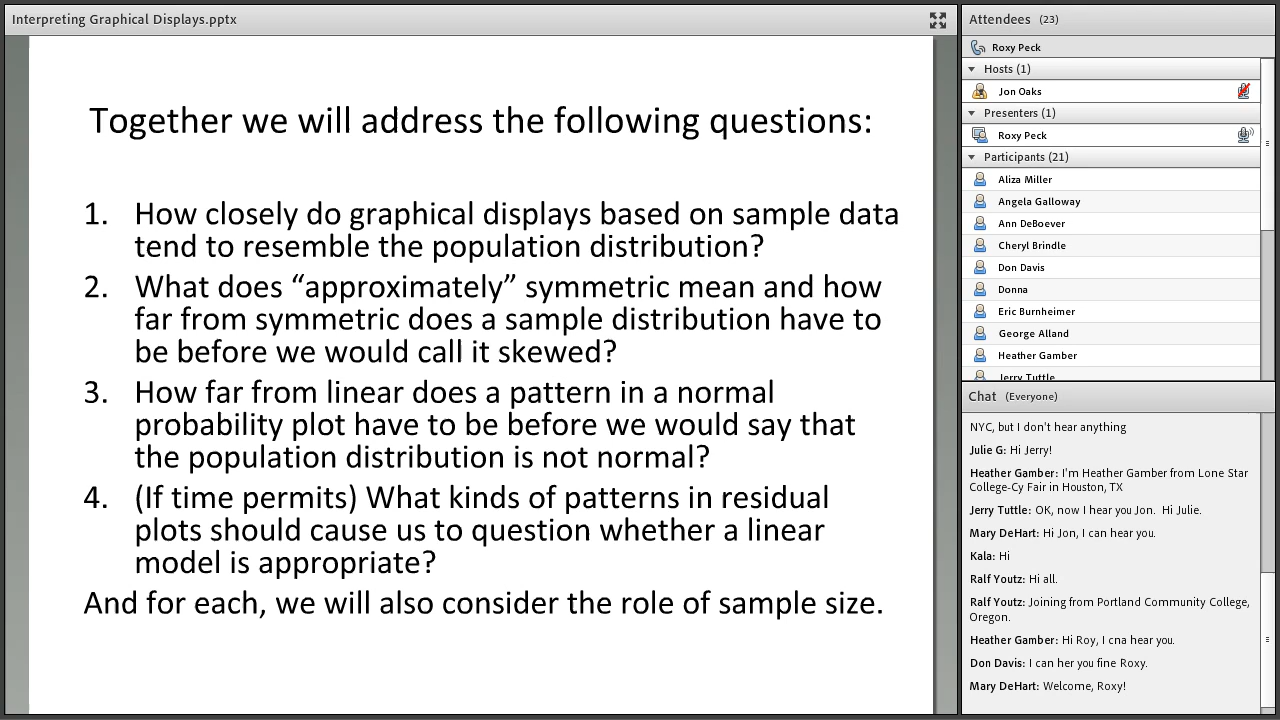 Interpreting Graphical Displays.pptx
Together we will address the following questions:
1. How closely do graphical displays based on sample data
tend to resemble the population distribution?
2. What does “approximately” symmetric mean and how
far from symmetric does a sample distribution have to
be before we would call it skewed?
3. How far from linear does a pattern in a normal
probability plot have to be before we would say that
the population distribution is not normal?
4. (If time permits) What kinds of patterns in residual
plots should cause us to question whether a linear
model is appropriate?
And for each, we will also consider the role of sample size.
Attendees (23)
Roxy Peck
Hosts (1)
Jon Oaks
Presenters (1)
Roxy Peck
Participants (21)
Aliza Miller
Angela Galloway
Ann DeBoever
Cheryl Brindle
Don Davis
Donna
Eric Burnheimer
George Alland
Heather Gamber
Jerry Tuttle
Chat (Everyone)
NYC, but I don't hear anything
Julie G: Hi Jerry!
Heather Gamber: I'm Heather Gamber from Lone Star
College-Cy Fair in Houston, TX
Jerry Tuttle: OK, now I hear you Jon. Hi Julie.
Mary DeHart: Hi Jon, I can hear you.
Kala: Hi
Ralf Youtz: Hi all.
Ralf Youtz: Joining from Portland Community College,
Oregon.
Heather Gamber: Hi Roy, I cna hear you.
Don Davis: I can her you fine Roxy.
Mary DeHart: Welcome, Roxy!